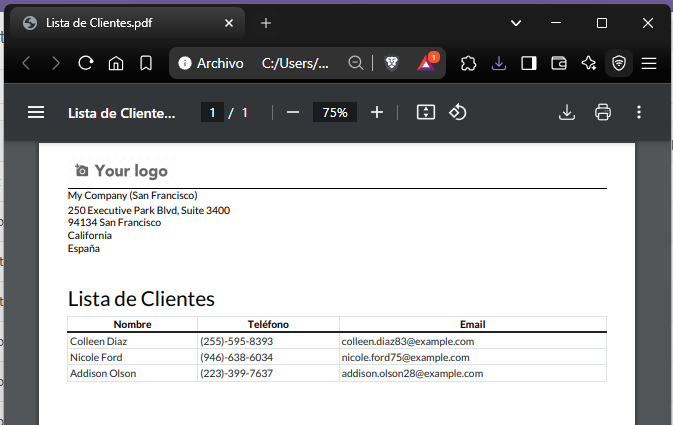 Lista de Clientes.pdf
Archivo C:/Users/... 1
Lista de Cliente... 1 / 1 75%
Your logo
My Company (San Francisco)
250 Executive Park Blvd, Suite 3400
94134 San Francisco
California
España
Lista de Clientes
Nombre Teléfono Email
Colleen Diaz (255)-595-8393 colleen.diaz83@example.com
Nicole Ford (946)-638-6034 nicole.ford75@example.com
Addison Olson (223)-399-7637 addison.olson28@example.com